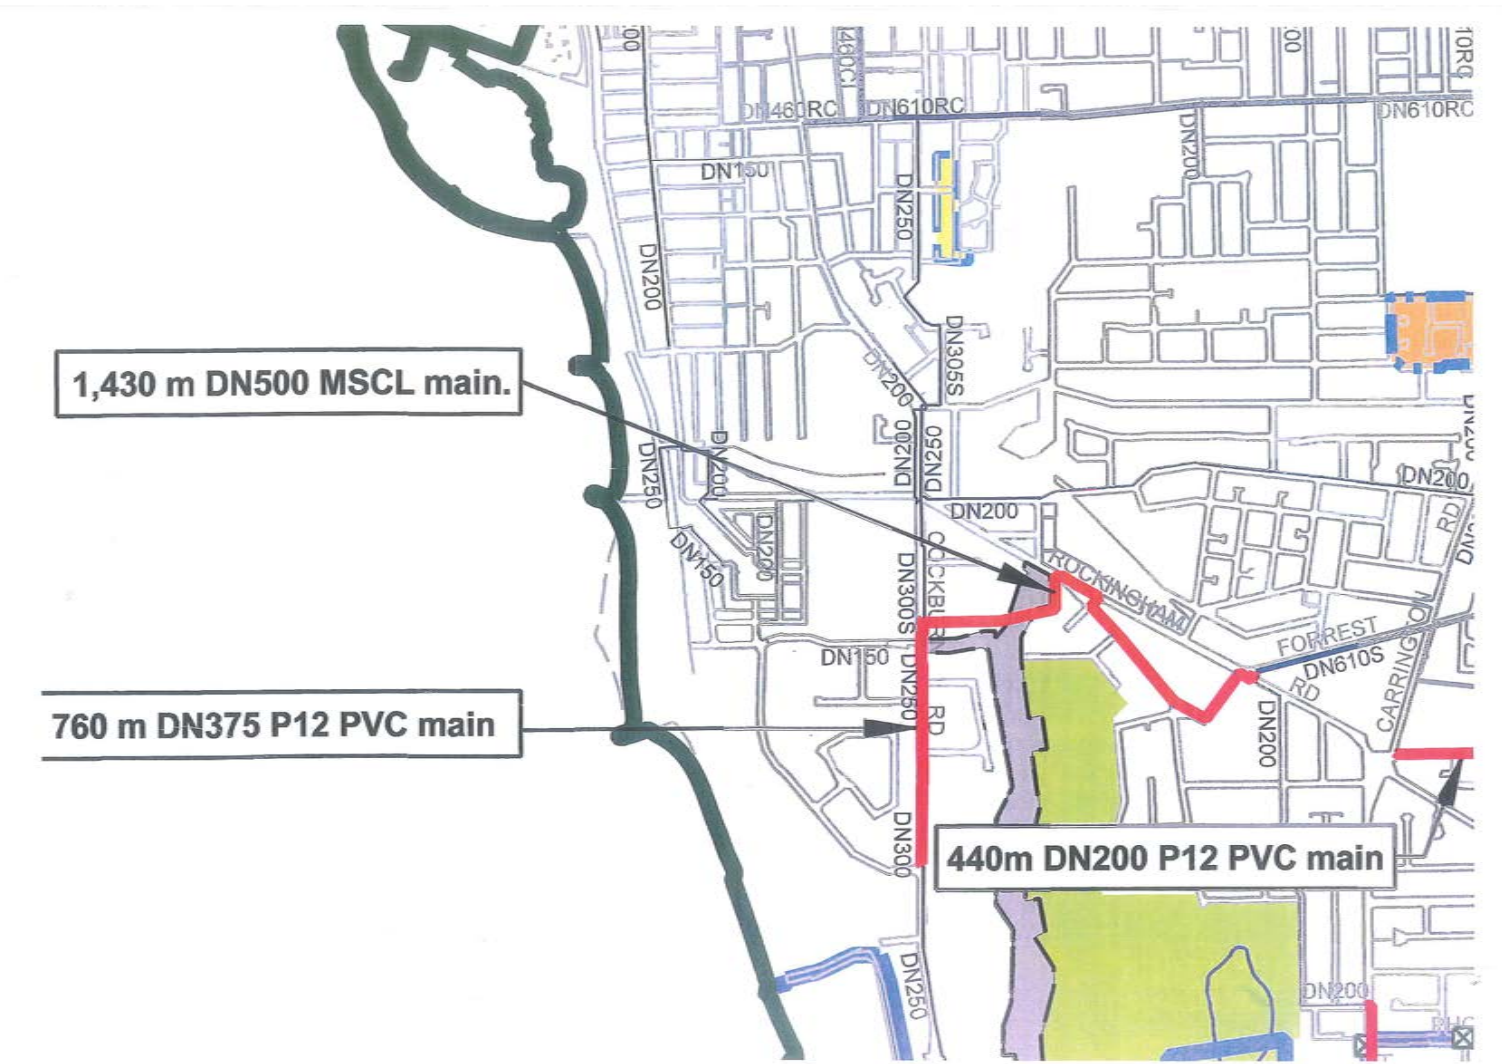 DN460RC
DN610RC
DN610RC
DN150
DN200
DN250
DN200
DN305S
DN200
1,430 m DN500 MSCL main.
DN200
DN250
DN200
DN250
DN200
DN200
DN150
DN200
COCKBURN
RD
DN300S
ROCKINGHAM
RD
FORREST
DN610S
CARRINGTON
RD
DN150
DN250
DN200
760 m DN375 P12 PVC main
DN300
440m DN200 P12 PVC main
DN250
DN200